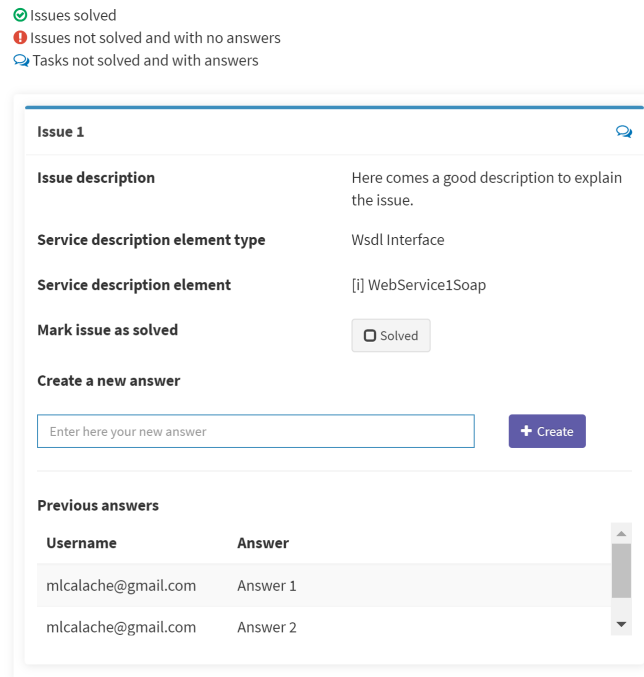 Issues solved
Issues not solved and with no answers
Tasks not solved and with answers
Issue 1
Issue description
Here comes a good description to explain
the issue.
Service description element type
Wsdl Interface
Service description element
[i] WebService1Soap
Mark issue as solved
Solved
Create a new answer
Enter here your new answer
Create
Previous answers
Username Answer
mlcalache@gmail.com Answer 1
mlcalache@gmail.com Answer 2